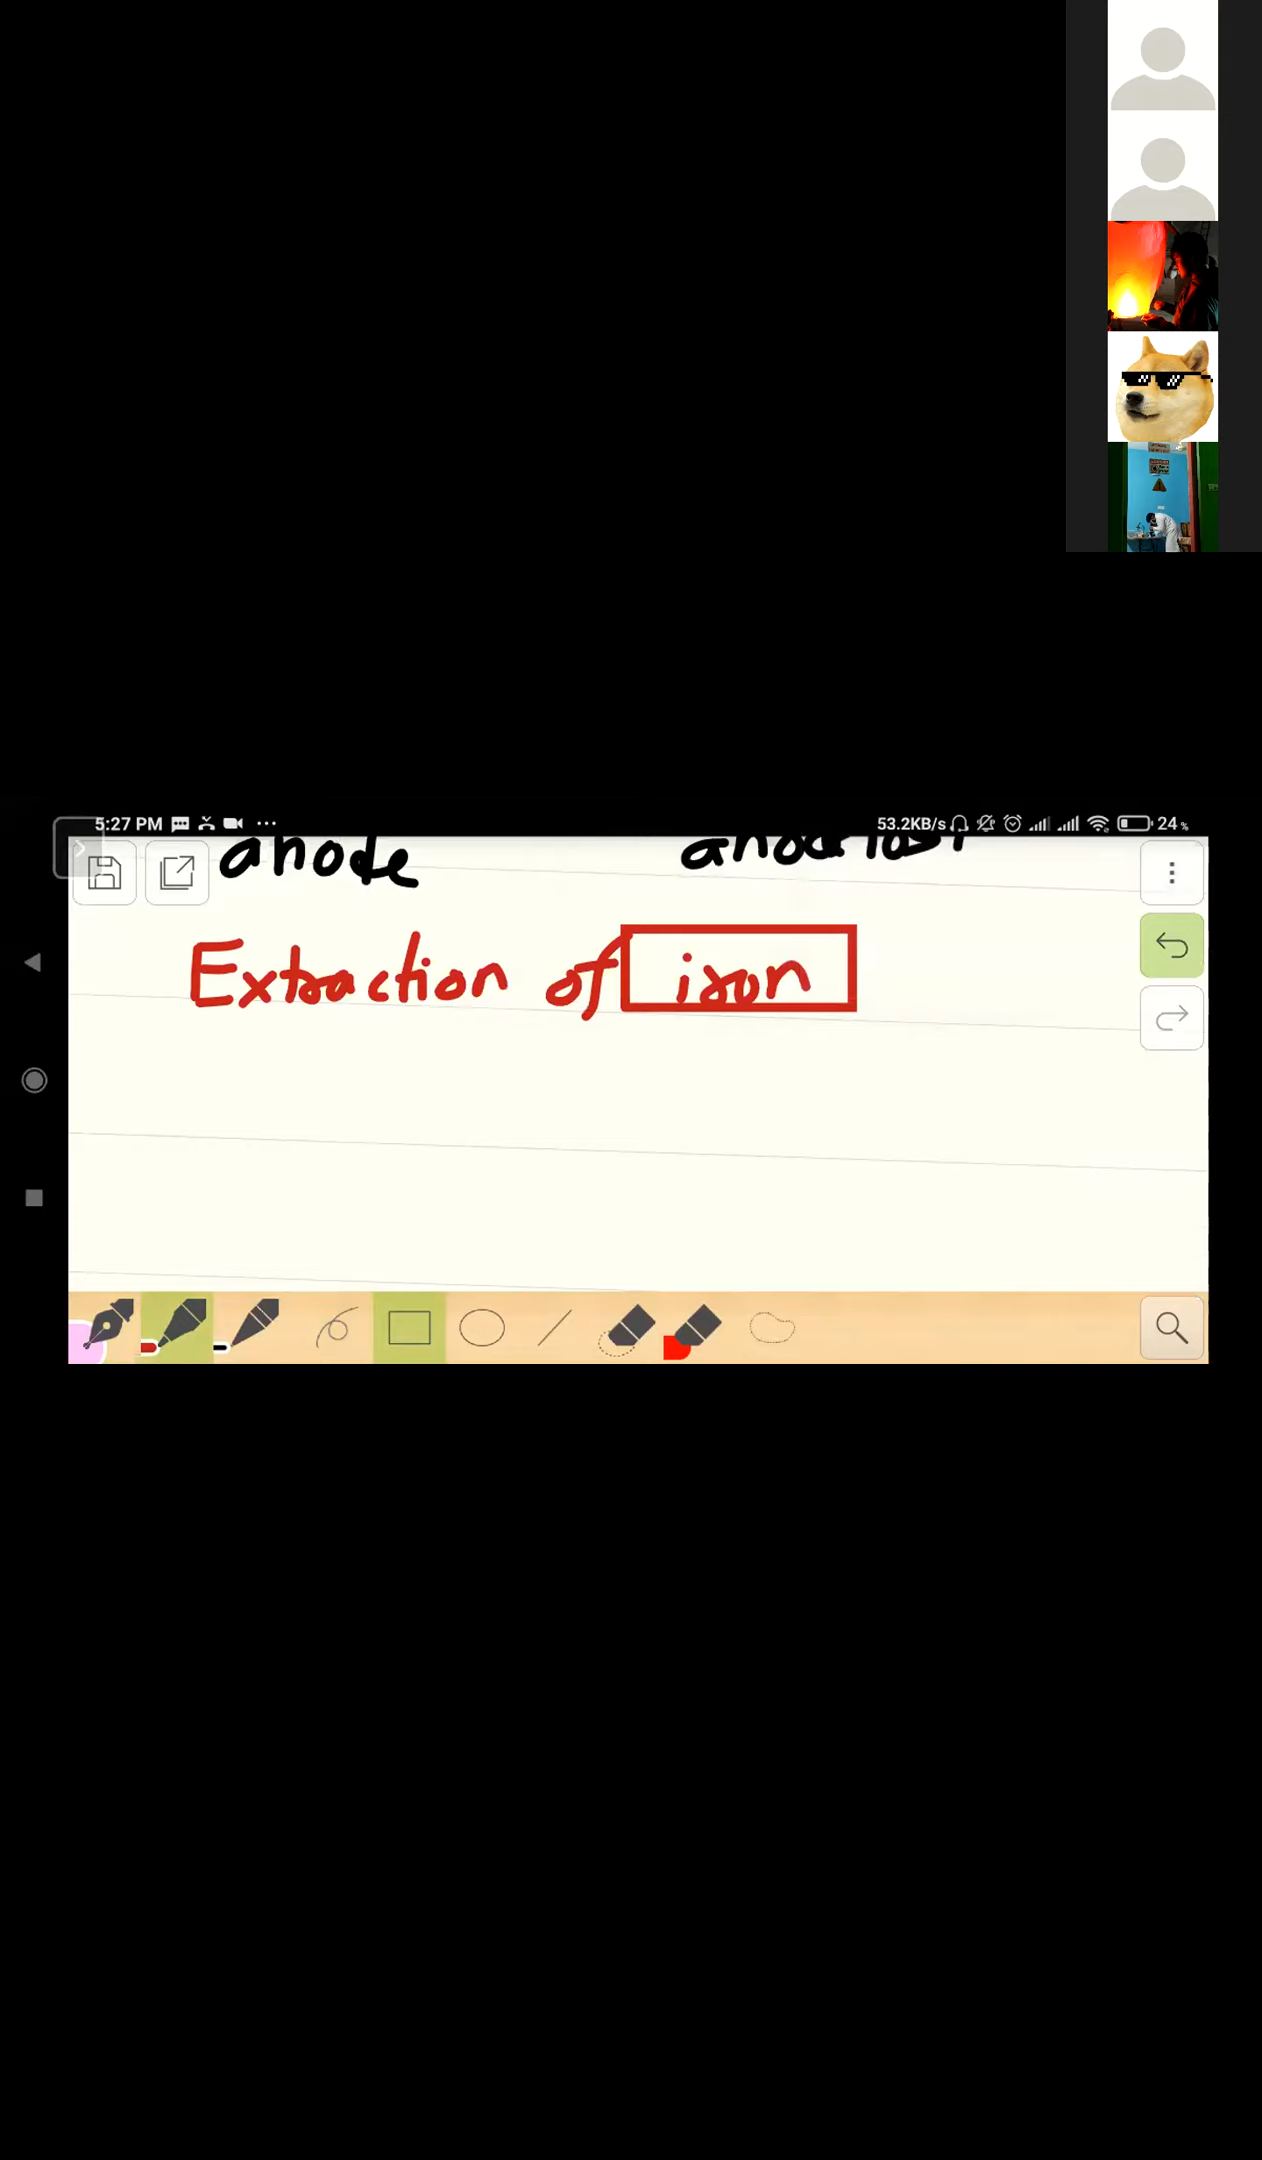 5:27 PM 53.2KB/s 24%
anode
Extraction of iron